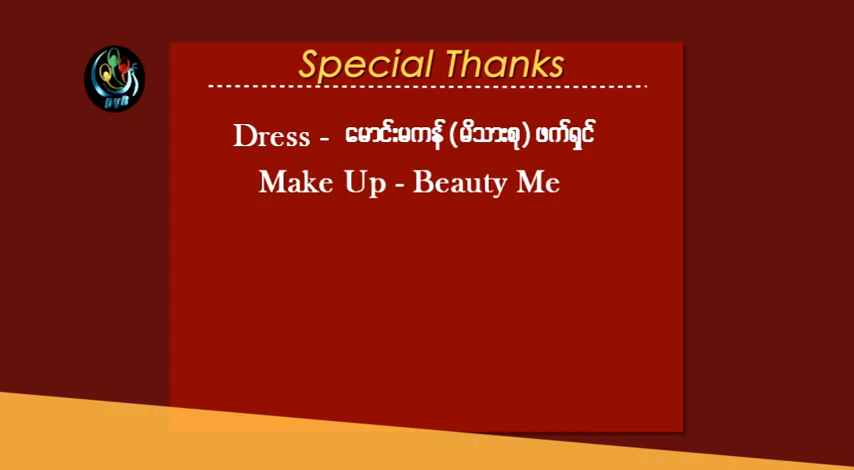 DVB
Special Thanks
Dress - မောင်းမကန် (မိသားစု) ဖက်ရှင်
Make Up - Beauty Me